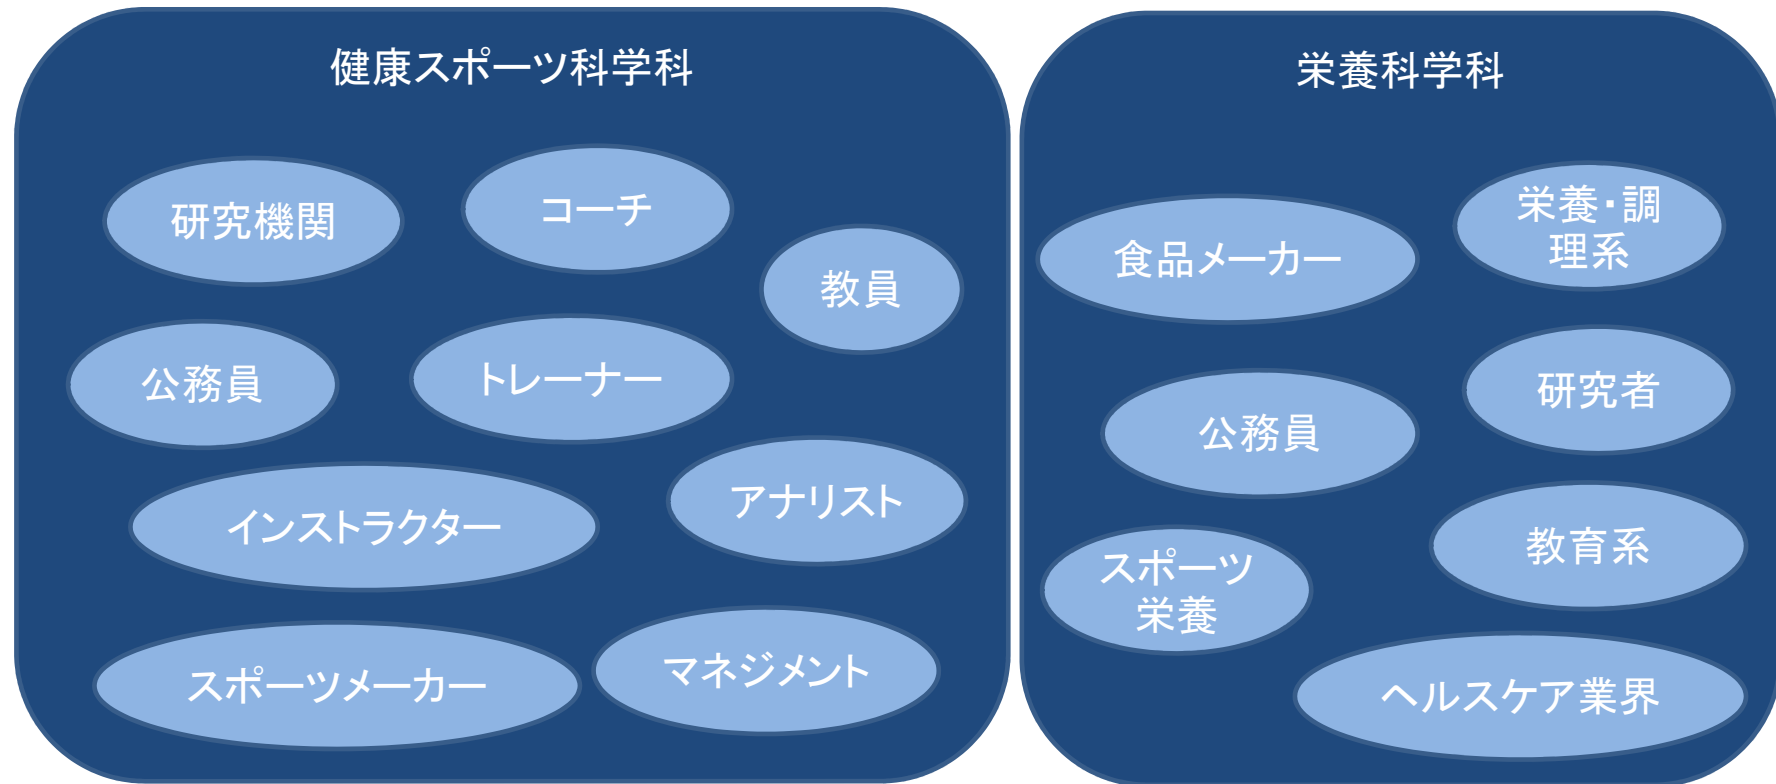 健康スポーツ科学科
研究機関
コーチ
教員
公務員
トレーナー
インストラクター
アナリスト
スポーツメーカー
マネジメント
栄養科学科
食品メーカー
栄養・調
理系
公務員
研究者
スポーツ
栄養
教育系
ヘルスケア業界